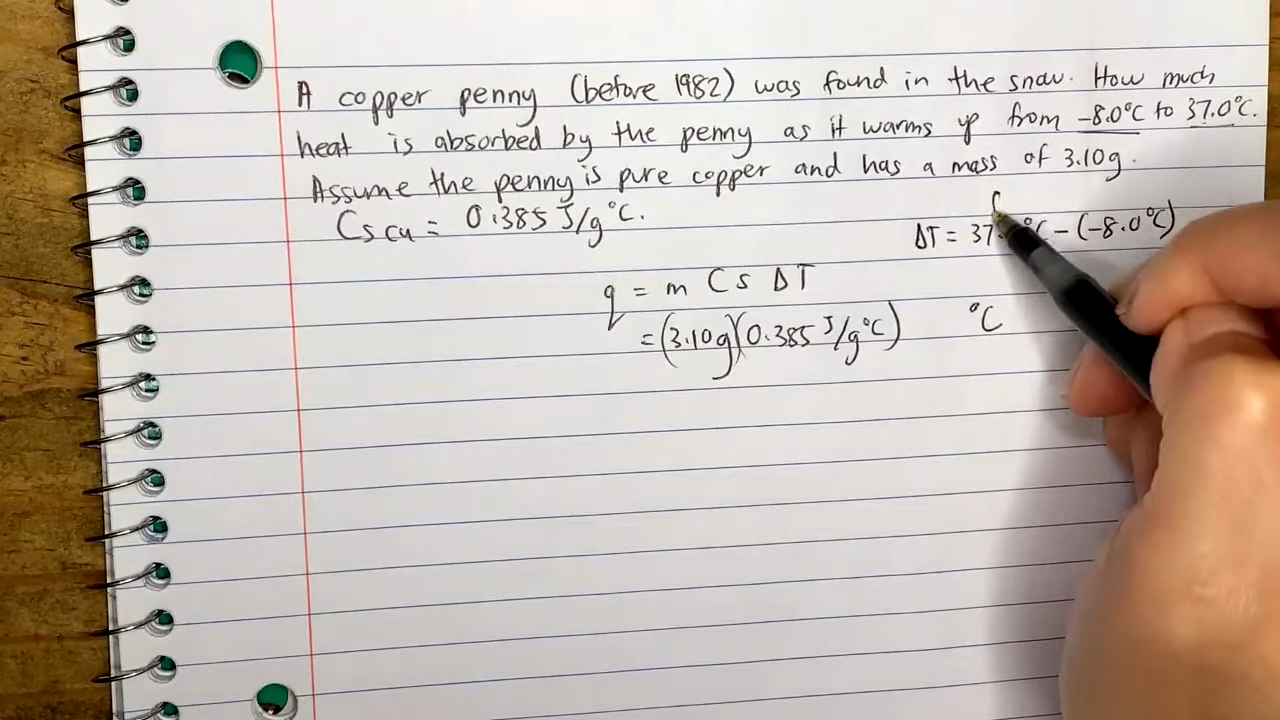 A copper penny (before 1982) was found in the snow. How much
heat is absorbed by the penny as it warms up from -8.0°C to 37.0°C.
Assume the penny is pure copper and has a mass of 3.10g.
Cs Cu = 0.385 J/g°C.
f
ΔT = 37. °C - (-8.0°C)
q = m Cs ΔT
= (3.10g)(0.385 J/g°C) °C